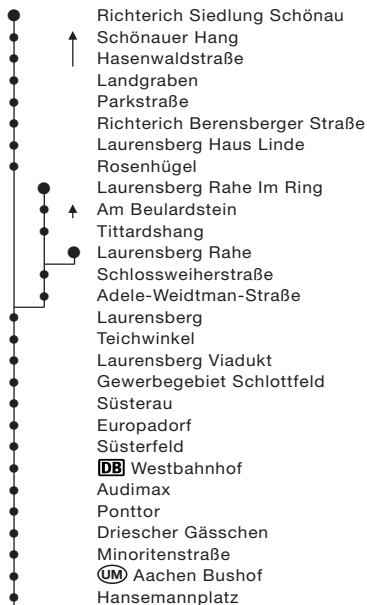 Richterich Siedlung Schönau
Schönauer Hang
Hasenwaldstraße
Landgraben
Parkstraße
Richterich Berensberger Straße
Laurensberg Haus Linde
Rosenhügel
Laurensberg Rahe Im Ring
Am Beulardstein
Tittardshang
Laurensberg Rahe
Schlossweiherstraße
Adele-Weidtman-Straße
Laurensberg
Teichwinkel
Laurensberg Viadukt
Gewerbegebiet Schlottfeld
Süsterau
Europadorf
Süsterfeld
DB Westbahnhof
Audimax
Ponttor
Driescher Gässchen
Minoritenstraße
UM Aachen Bushof
Hansemannplatz